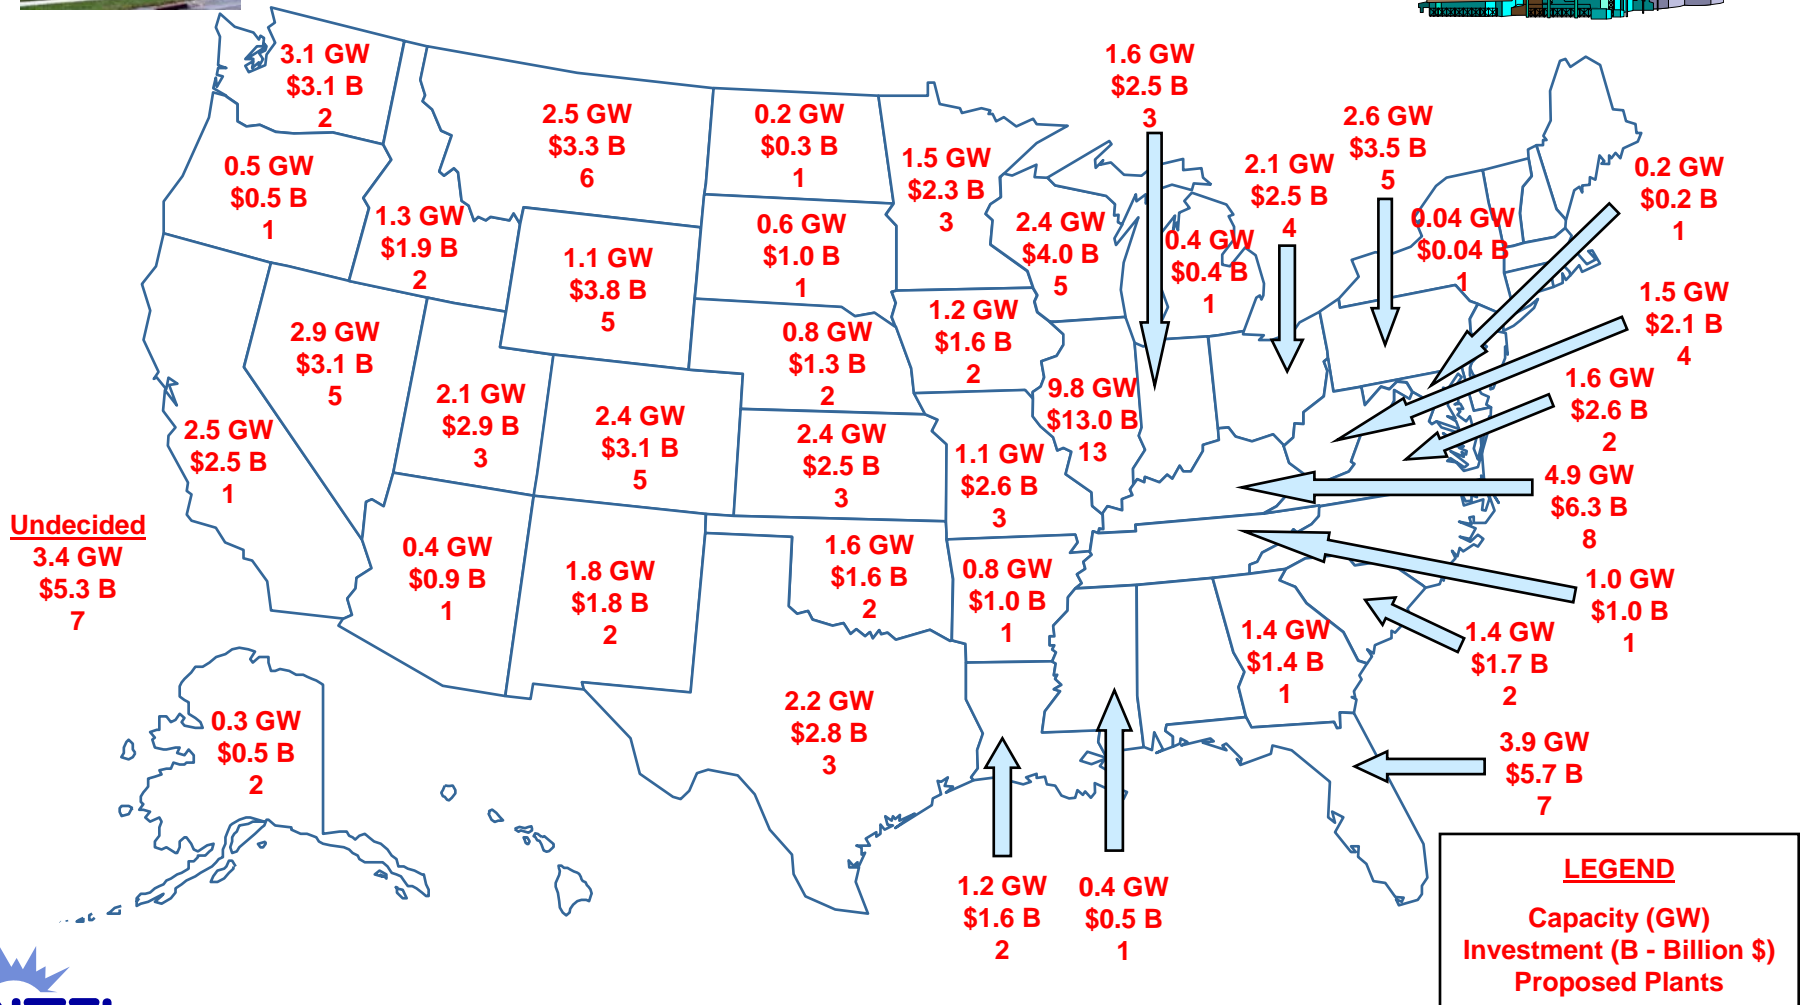 3.1 GW
$3.1 B
2
0.5 GW
$0.5 B
1
1.3 GW
$1.9 B
2
2.5 GW
$3.3 B
6
0.2 GW
$0.3 B
1
1.5 GW
$2.3 B
3
1.6 GW
$2.5 B
3
2.6 GW
$3.5 B
5
2.1 GW
$2.5 B
4
0.2 GW
$0.2 B
1
0.04 GW
$0.04 B
1
0.4 GW
$0.4 B
1
2.4 GW
$4.0 B
5
0.6 GW
$1.0 B
1
1.1 GW
$3.8 B
5
1.5 GW
$2.1 B
4
2.9 GW
$3.1 B
5
0.8 GW
$1.3 B
2
1.2 GW
$1.6 B
2
9.8 GW
$13.0 B
13
1.6 GW
$2.6 B
2
2.5 GW
$2.5 B
1
2.1 GW
$2.9 B
3
2.4 GW
$3.1 B
5
2.4 GW
$2.5 B
3
1.1 GW
$2.6 B
3
4.9 GW
$6.3 B
8
Undecided
3.4 GW
$5.3 B
7
0.4 GW
$0.9 B
1
1.8 GW
$1.8 B
2
1.6 GW
$1.6 B
2
0.8 GW
$1.0 B
1
1.0 GW
$1.0 B
1
1.4 GW
$1.4 B
1
1.4 GW
$1.7 B
2
0.3 GW
$0.5 B
2
2.2 GW
$2.8 B
3
3.9 GW
$5.7 B
7
1.2 GW
$1.6 B
2
0.4 GW
$0.5 B
1
LEGEND
Capacity (GW)
Investment (B - Billion $)
Proposed Plants